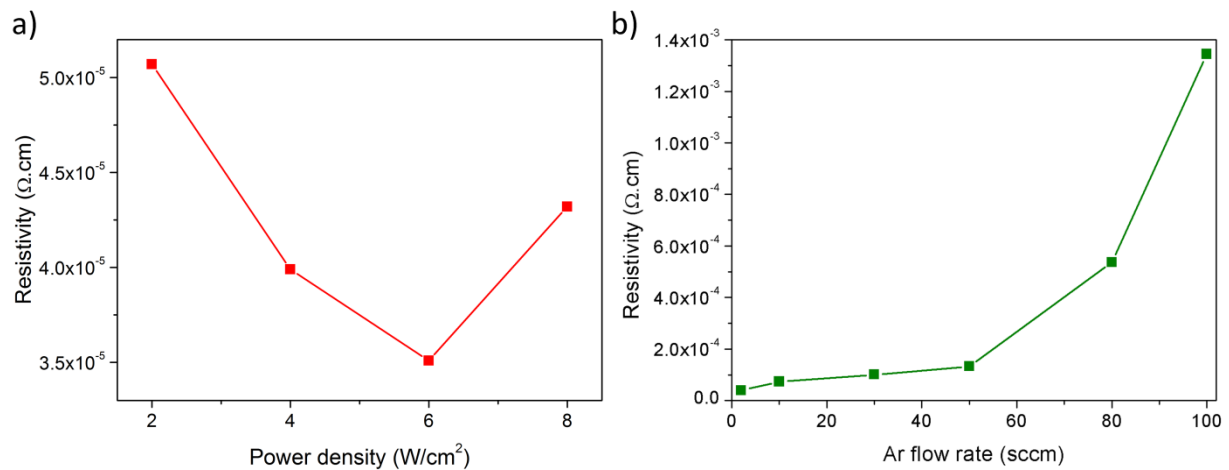 a)
Resistivity (Ω.cm)
5.0x10⁻⁵
4.5x10⁻⁵
4.0x10⁻⁵
3.5x10⁻⁵
2 4 6 8
Power density (W/cm²)
b)
Resistivity (Ω.cm)
1.4x10⁻³
1.2x10⁻³
1.0x10⁻³
8.0x10⁻⁴
6.0x10⁻⁴
4.0x10⁻⁴
2.0x10⁻⁴
0.0
0 20 40 60 80 100
Ar flow rate (sccm)